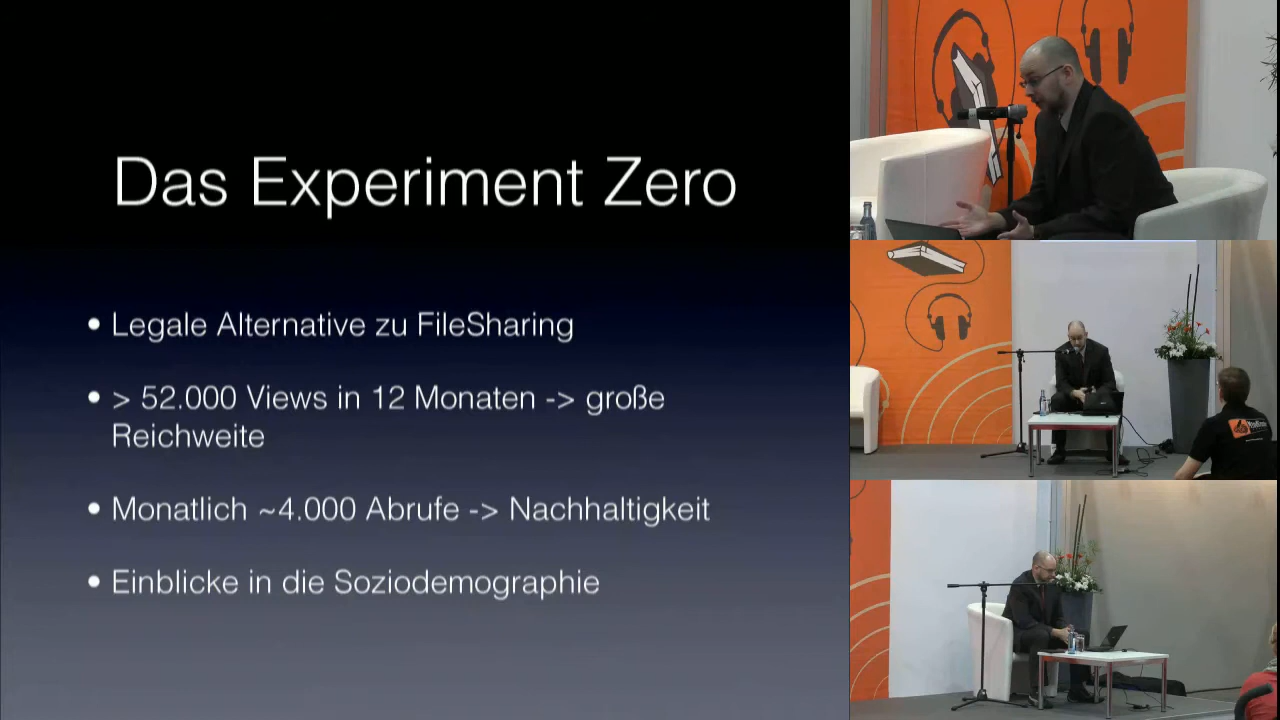 Das Experiment Zero
• Legale Alternative zu FileSharing
• > 52.000 Views in 12 Monaten -> große
Reichweite
• Monatlich ~4.000 Abrufe -> Nachhaltigkeit
• Einblicke in die Soziodemographie